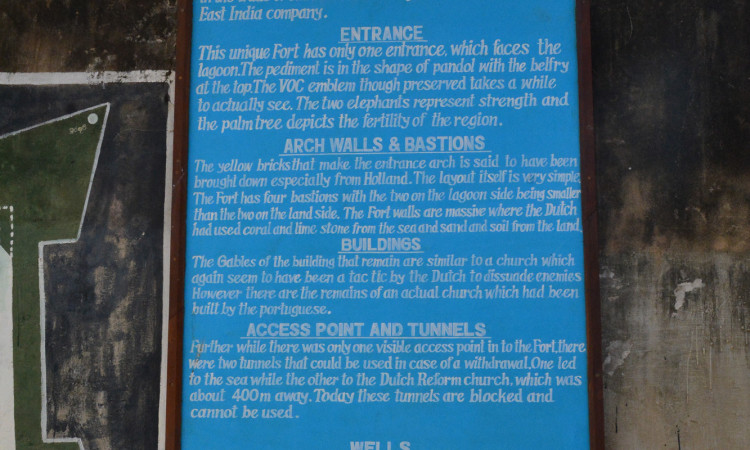 East India company.
ENTRANCE
This unique Fort has only one entrance, which faces the
lagoon. The pediment is in the shape of pandol with the belfry
at the top. The VOC emblem though preserved takes a while
to actually see. The two elephants represent strength and
the palm tree depicts the fertility of the region.
ARCH WALLS & BASTIONS
The yellow bricks that make the entrance arch is said to have been
brought down especially from Holland. The layout itself is very simple,
The Fort has four bastions with the two on the lagoon side being smaller
than the two on the land side. The Fort walls are massive where the Dutch
had used coral and lime stone from the sea and sand and soil from the land.
BUILDINGS
The Gables of the building that remain are similar to a church which
again seem to have been a tac tic by the Dutch to dissuade enemies
However there are the remains of an actual church which had been
built by the portuguese.
ACCESS POINT AND TUNNELS
Further while there was only one visible access point in to the Fort, there
were two tunnels that could be used in case of a withdrawal. One led
to the sea while the other to the Dutch Reform church, which was
about 400m away. Today these tunnels are blocked and
cannot be used.
WELLS